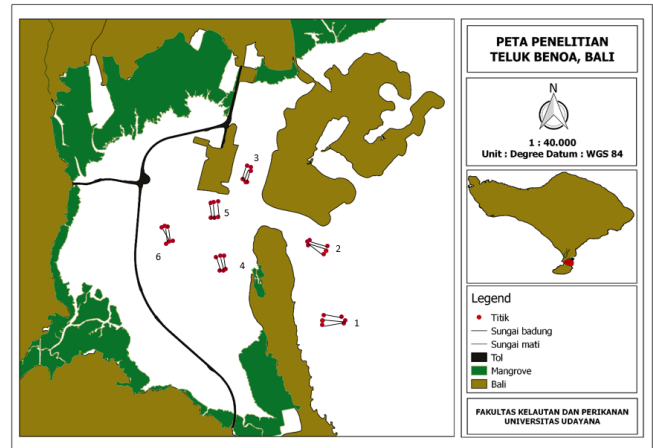 PETA PENELITIAN
TELUK BENOA, BALI
N
1 : 40.000
Unit : Degree Datum : WGS 84
Legend
Titik
Sungai badung
Sungai mati
Tol
Mangrove
Bali
FAKULTAS KELAUTAN DAN PERIKANAN
UNIVERSITAS UDAYANA
3
5
6
2
4
1